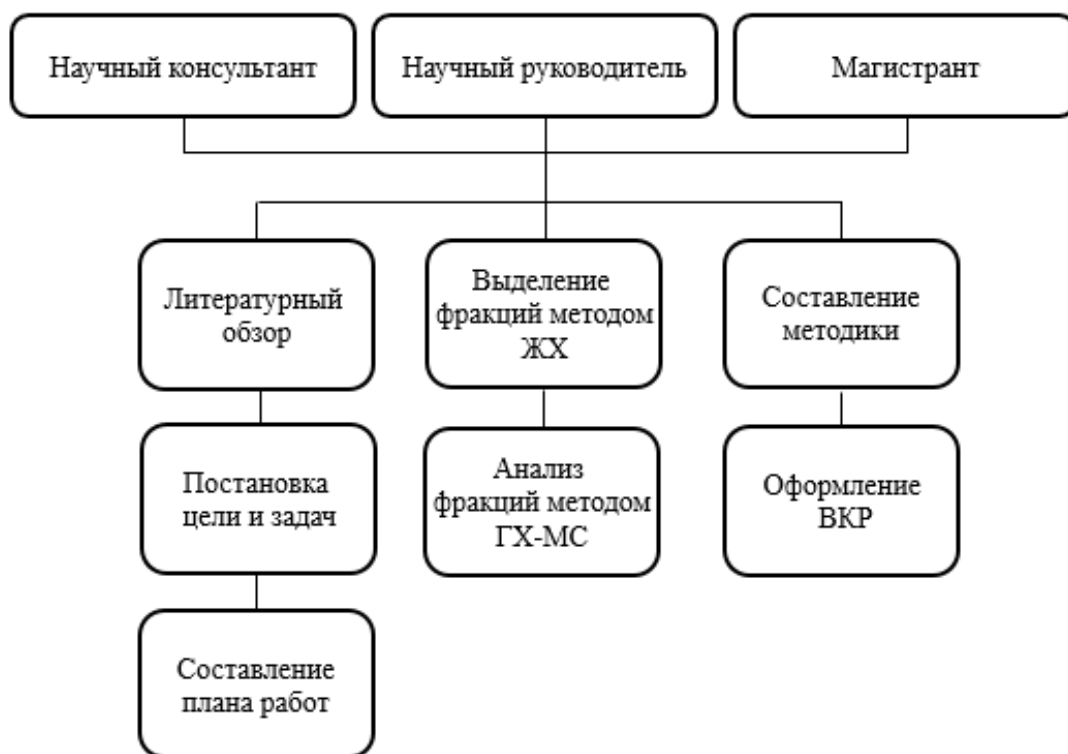 Научный консультант
Научный руководитель
Магистрант
Литературный
обзор
Выделение
фракций методом
ЖХ
Составление
методики
Постановка
цели и задач
Анализ
фракций методом
ГХ-МС
Оформление
ВКР
Составление
плана работ